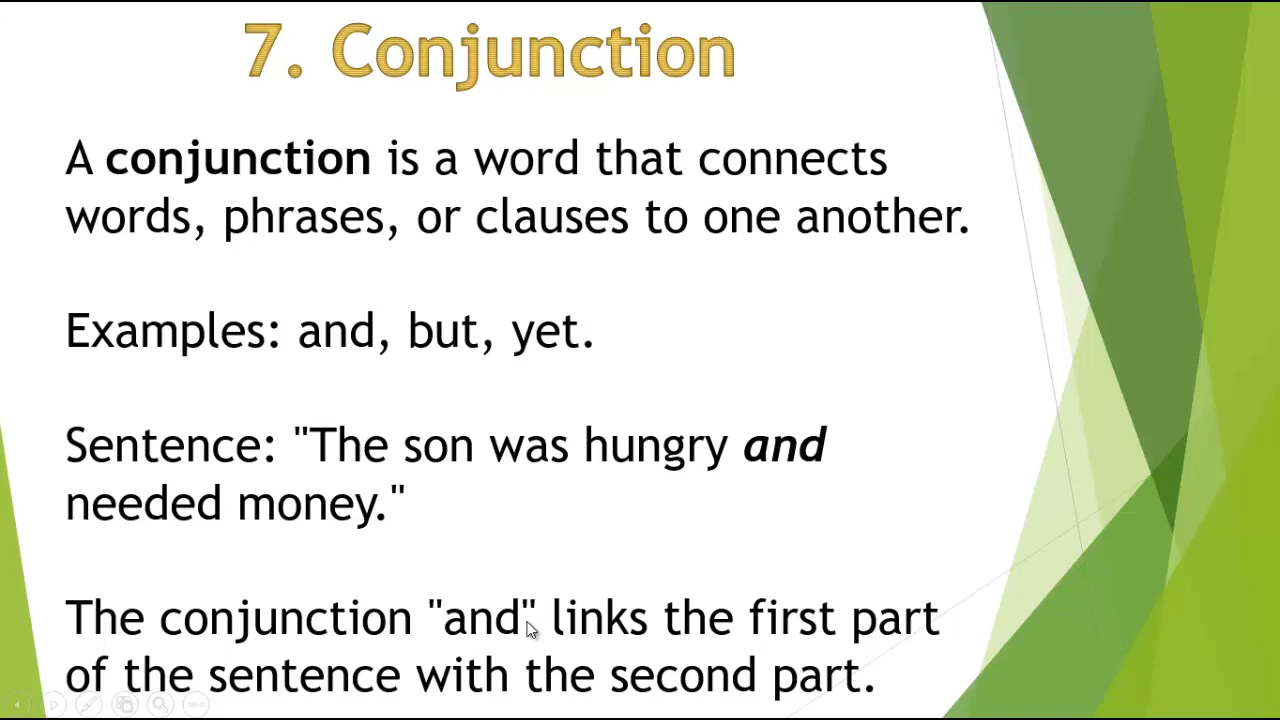 7. Conjunction
A conjunction is a word that connects
words, phrases, or clauses to one another.
Examples: and, but, yet.
Sentence: "The son was hungry and
needed money."
The conjunction "and" links the first part
of the sentence with the second part.